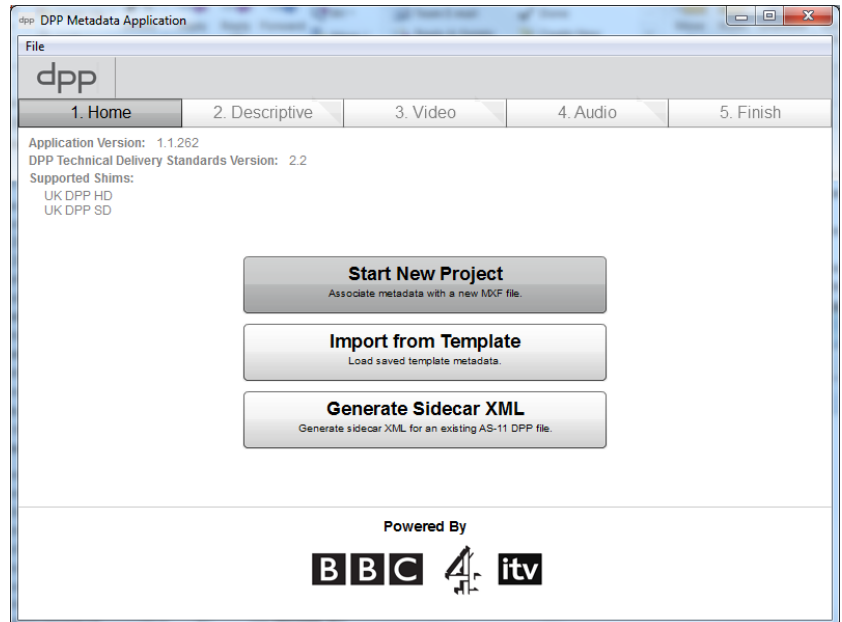 dpp DPP Metadata Application
File
dpp
1. Home 2. Descriptive 3. Video 4. Audio 5. Finish
Application Version: 1.1.262
DPP Technical Delivery Standards Version: 2.2
Supported Shims:
UK DPP HD
UK DPP SD
Start New Project
Associate metadata with a new MXF file.
Import from Template
Load saved template metadata.
Generate Sidecar XML
Generate sidecar XML for an existing AS-11 DPP file.
Powered By
BBC 4 itv